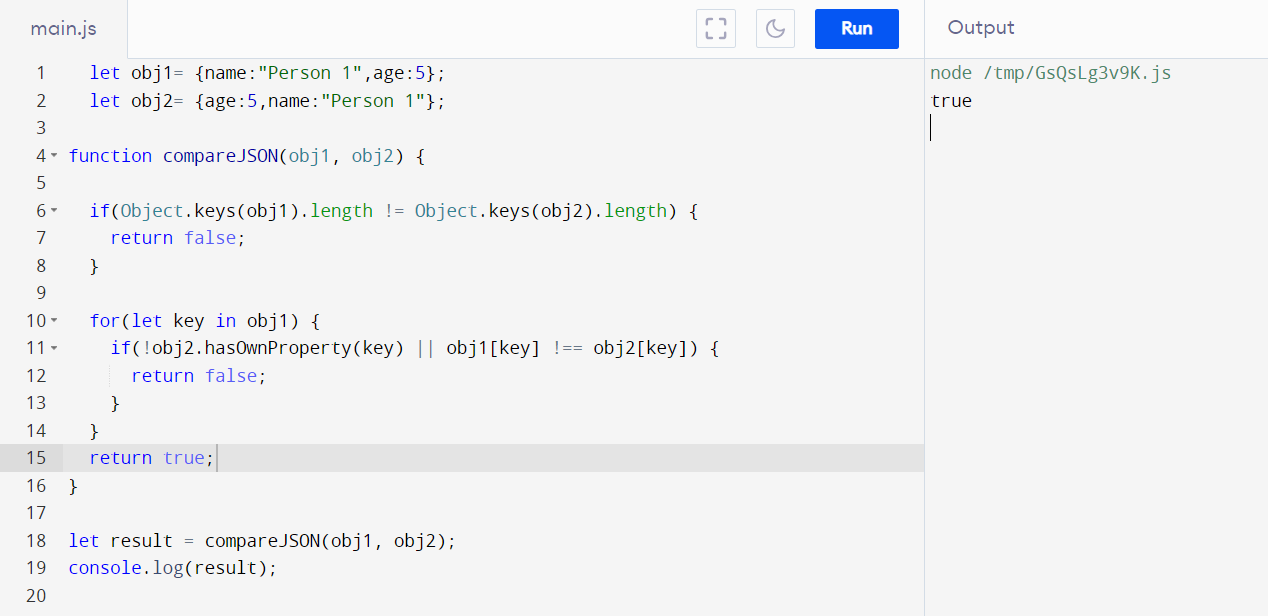 main.js
Run
Output
1 let obj1= {name:"Person 1",age:5};
2 let obj2= {age:5,name:"Person 1"};
3
4 function compareJSON(obj1, obj2) {
5
6 if(Object.keys(obj1).length != Object.keys(obj2).length) {
7 return false;
8 }
9
10 for(let key in obj1) {
11 if(!obj2.hasOwnProperty(key) || obj1[key] !== obj2[key]) {
12 return false;
13 }
14 }
15 return true;
16 }
17
18 let result = compareJSON(obj1, obj2);
19 console.log(result);
20
node /tmp/GsQsLg3v9K.js
true